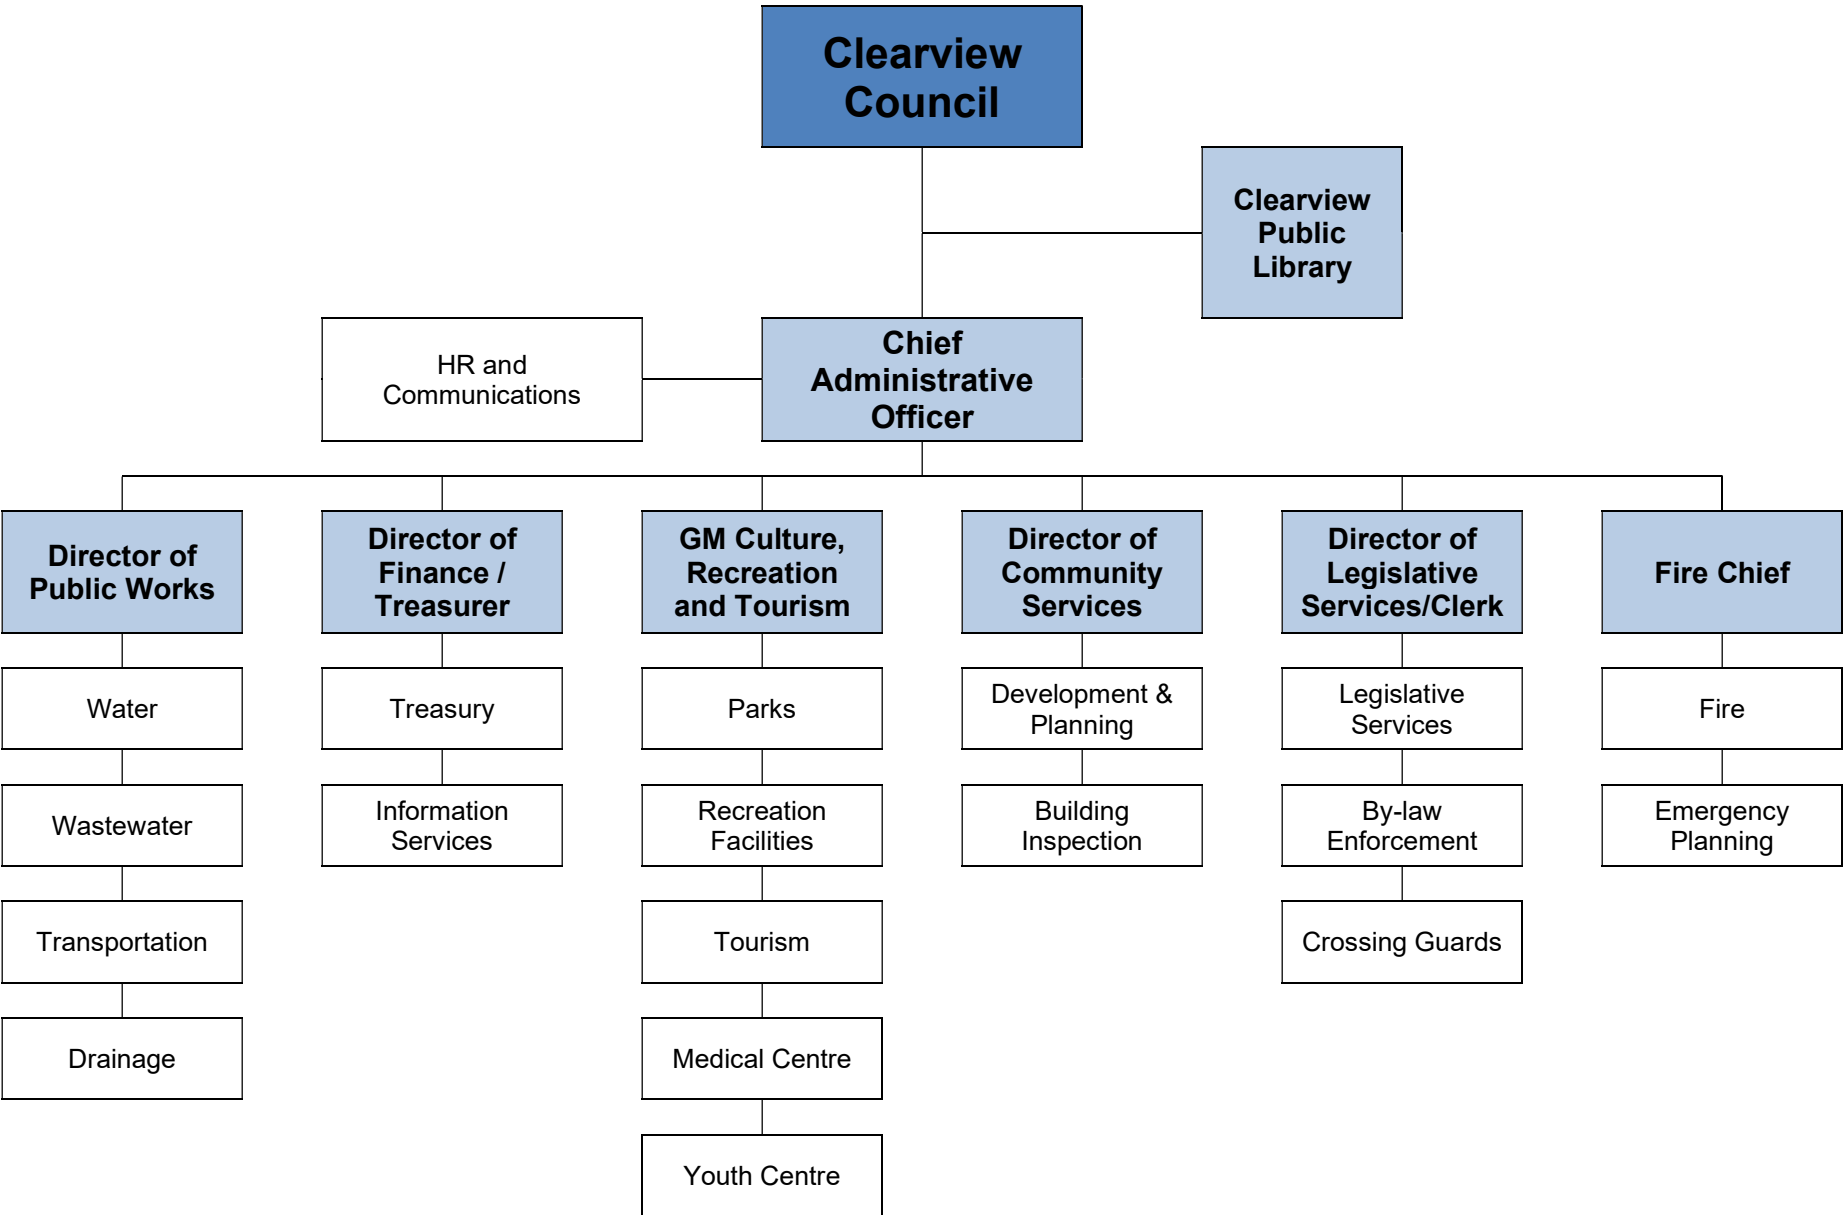 Clearview
Council
Clearview
Public
Library
HR and
Communications
Chief
Administrative
Officer
Director of
Public Works
Director of
Finance /
Treasurer
GM Culture,
Recreation
and Tourism
Director of
Community
Services
Director of
Legislative
Services/Clerk
Fire Chief
Water
Treasury
Parks
Development &
Planning
Legislative
Services
Fire
Wastewater
Information
Services
Recreation
Facilities
Building
Inspection
By-law
Enforcement
Emergency
Planning
Transportation
Tourism
Crossing Guards
Drainage
Medical Centre
Youth Centre